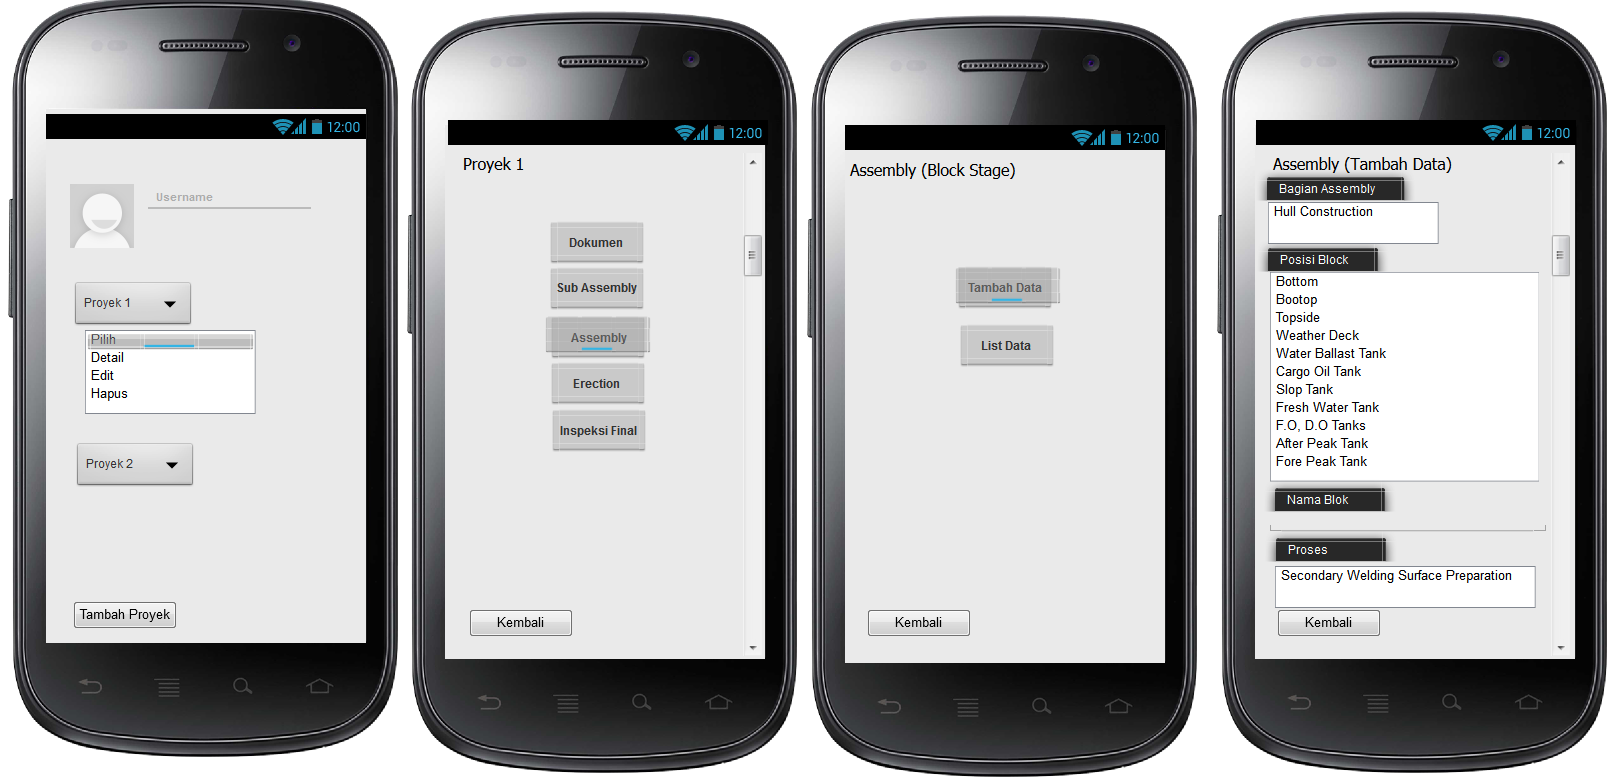 12:00
Username
Proyek 1
Pilih
Detail
Edit
Hapus
Proyek 2
Tambah Proyek
12:00
Proyek 1
Dokumen
Sub Assembly
Assembly
Erection
Inspeksi Final
Kembali
12:00
Assembly (Block Stage)
Tambah Data
List Data
Kembali
12:00
Assembly (Tambah Data)
Bagian Assembly
Hull Construction
Posisi Block
Bottom
Bootop
Topside
Weather Deck
Water Ballast Tank
Cargo Oil Tank
Slop Tank
Fresh Water Tank
F.O, D.O Tanks
After Peak Tank
Fore Peak Tank
Nama Blok
Proses
Secondary Welding Surface Preparation
Kembali